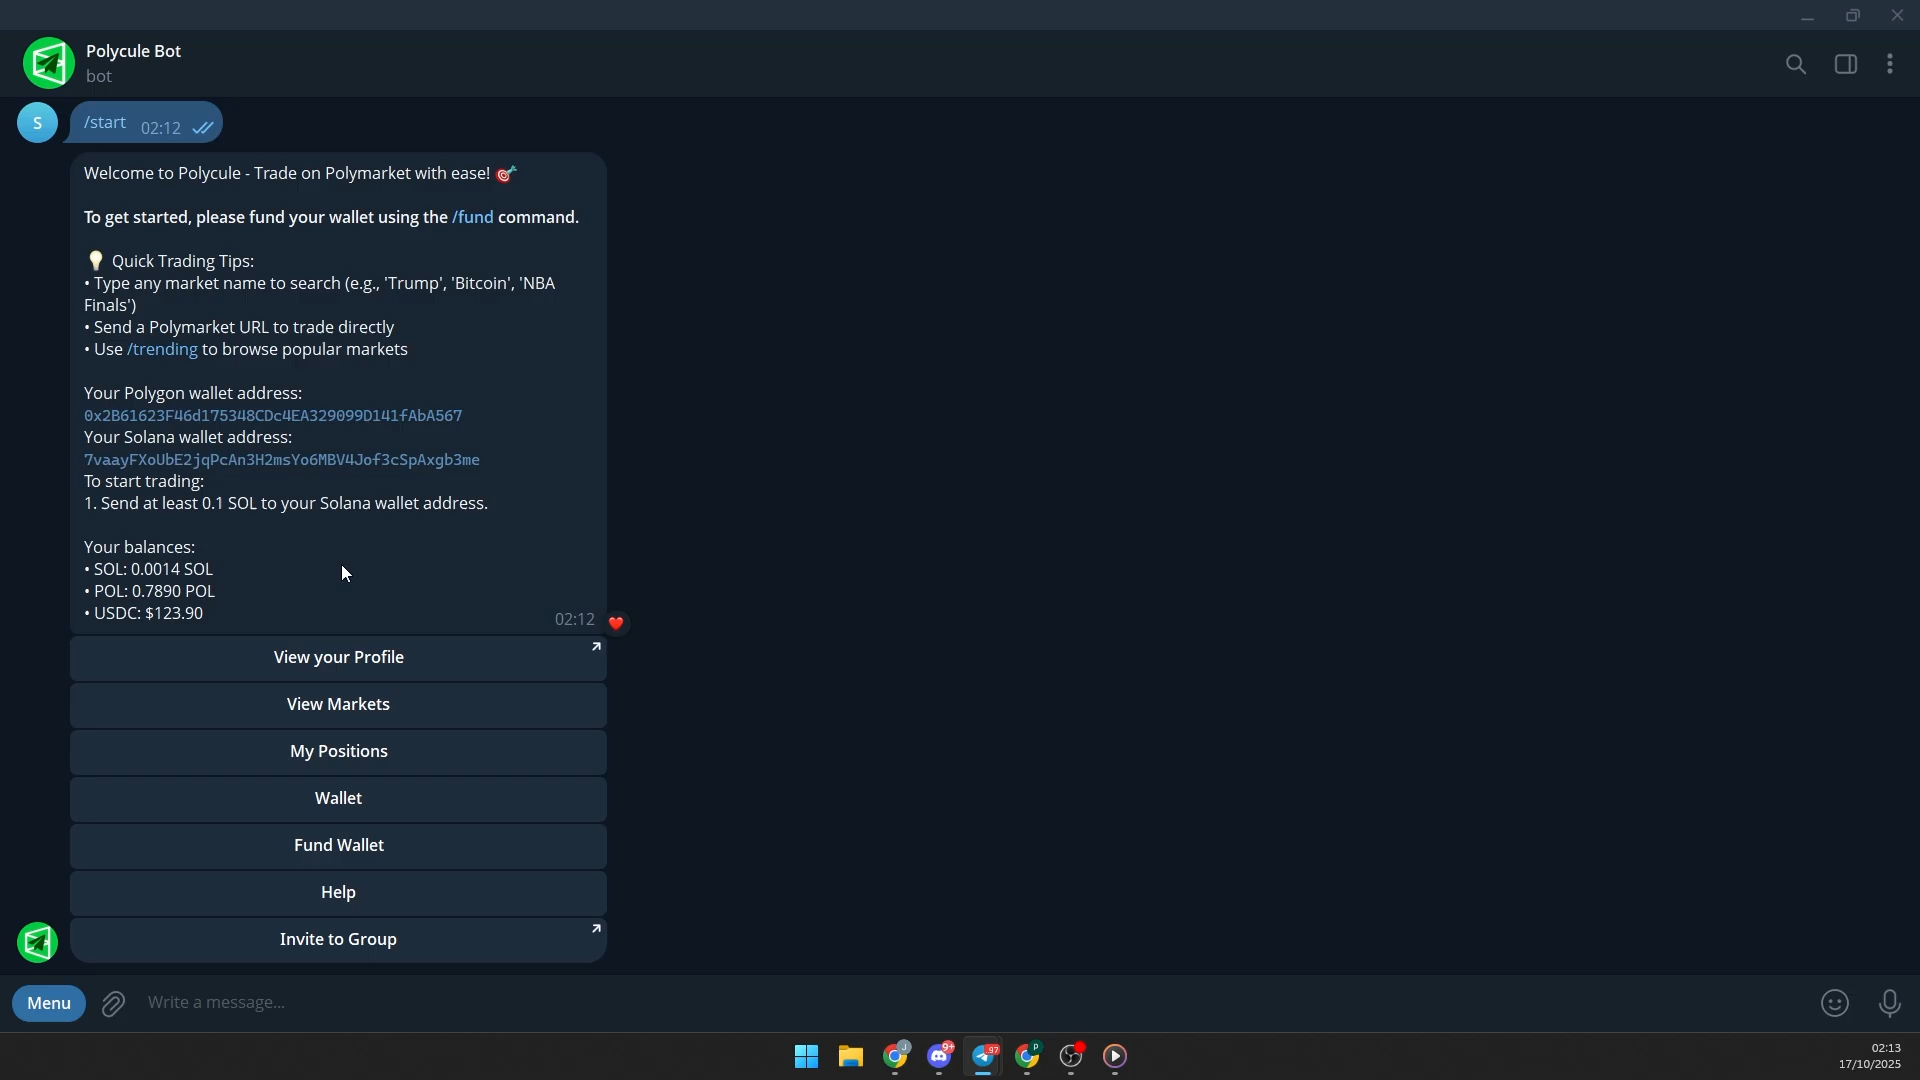 Polycule Bot
bot
S
/start 02:12
Welcome to Polycule - Trade on Polymarket with ease! 🎯
To get started, please fund your wallet using the /fund command.
💡 Quick Trading Tips:
• Type any market name to search (e.g., 'Trump', 'Bitcoin', 'NBA
Finals')
• Send a Polymarket URL to trade directly
• Use /trending to browse popular markets
Your Polygon wallet address:
0x2B61623F46d175348CDc4EA329099D141fAbA567
Your Solana wallet address:
7vaayFXoUbE2jqPcAn3H2msYo6MBV4Jof3cSpAxgb3me
To start trading:
1. Send at least 0.1 SOL to your Solana wallet address.
Your balances:
• SOL: 0.0014 SOL
• POL: 0.7890 POL
• USDC: $123.90
02:12 ❤️
View your Profile
View Markets
My Positions
Wallet
Fund Wallet
Help
Invite to Group
Menu
Write a message...
J
9+
97
P
02:13
17/10/2025